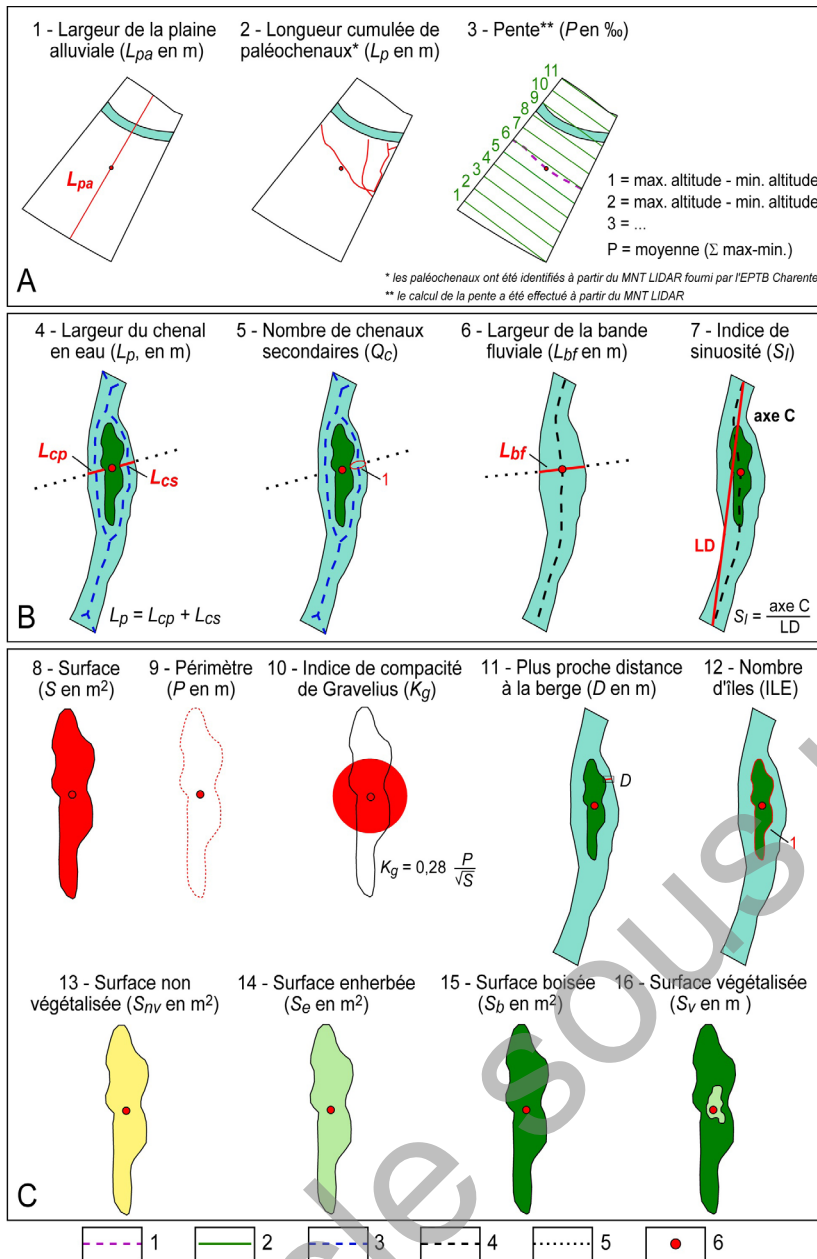 1 - Largeur de la plaine
alluviale (Lpa en m)
2 - Longueur cumulée de
paléochenaux* (Lp en m)
3 - Pente** (P en ‰)
Lpa
1
2
3
4
5
6
7
8
9
10
11
1 = max. altitude - min. altitude
2 = max. altitude - min. altitude
3 = ...
P = moyenne (Σ max-min.)
* les paléochenaux ont été identifiés à partir du MNT LIDAR fourni par l'EPTB Charente
** le calcul de la pente a été effectué à partir du MNT LIDAR
A
4 - Largeur du chenal
en eau (Lp, en m)
5 - Nombre de chenaux
secondaires (Qc)
6 - Largeur de la bande
fluviale (Lbf en m)
7 - Indice de
sinuosité (SI)
Lcp
Lcs
Lp = Lcp + Lcs
1
Lbf
axe C
LD
SI = axe C / LD
B
8 - Surface
(S en m²)
9 - Périmètre
(P en m)
10 - Indice de compacité
de Gravelius (Kg)
11 - Plus proche distance
à la berge (D en m)
12 - Nombre
d'îles (ILE)
Kg = 0,28 P / √S
D
1
13 - Surface non
végétalisée (Snv en m²)
14 - Surface enherbée
(Se en m²)
15 - Surface boisée
(Sb en m²)
16 - Surface végétalisée
(Sv en m )
C
1
2
3
4
5
6
cle sous